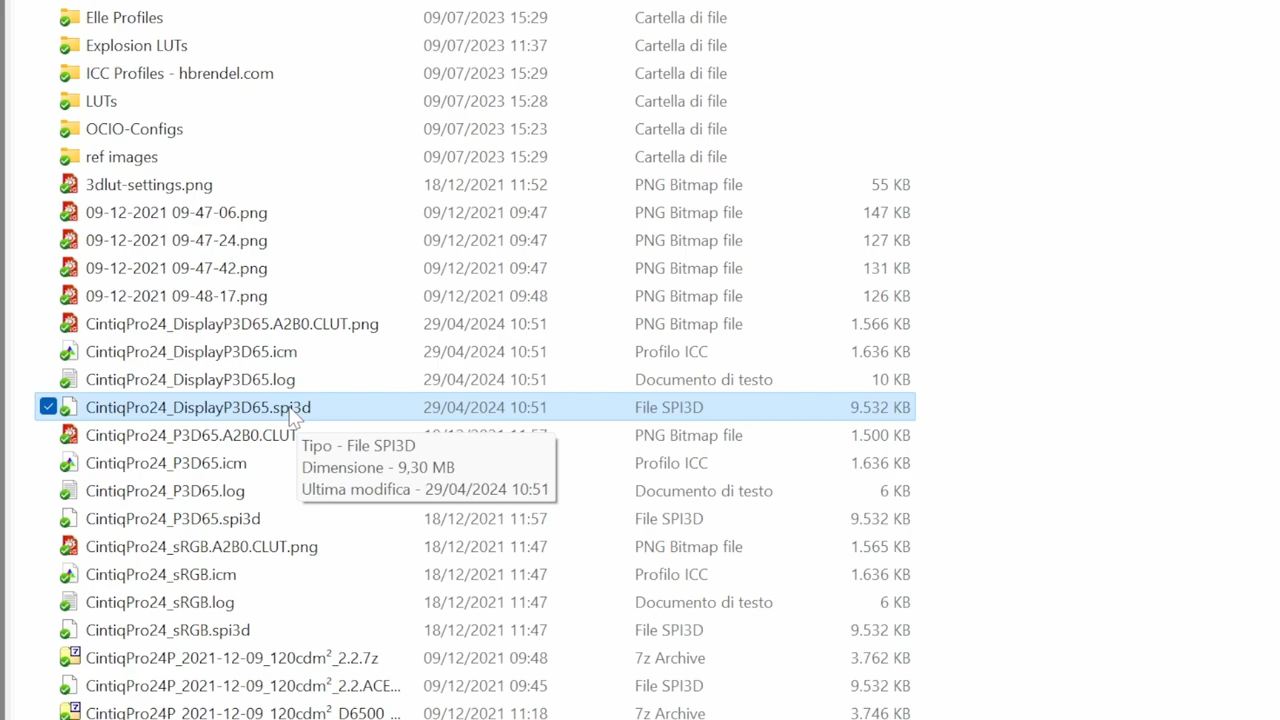 Elle Profiles 09/07/2023 15:29 Cartella di file
Explosion LUTs 09/07/2023 11:37 Cartella di file
ICC Profiles - hbrendel.com 09/07/2023 15:29 Cartella di file
LUTs 09/07/2023 15:28 Cartella di file
OCIO-Configs 09/07/2023 15:23 Cartella di file
ref images 09/07/2023 15:29 Cartella di file
3dlut-settings.png 18/12/2021 11:52 PNG Bitmap file 55 KB
09-12-2021 09-47-06.png 09/12/2021 09:47 PNG Bitmap file 147 KB
09-12-2021 09-47-24.png 09/12/2021 09:47 PNG Bitmap file 127 KB
09-12-2021 09-47-42.png 09/12/2021 09:47 PNG Bitmap file 131 KB
09-12-2021 09-48-17.png 09/12/2021 09:48 PNG Bitmap file 126 KB
CintiqPro24_DisplayP3D65.A2B0.CLUT.png 29/04/2024 10:51 PNG Bitmap file 1.566 KB
CintiqPro24_DisplayP3D65.icm 29/04/2024 10:51 Profilo ICC 1.636 KB
CintiqPro24_DisplayP3D65.log 29/04/2024 10:51 Documento di testo 10 KB
CintiqPro24_DisplayP3D65.spi3d 29/04/2024 10:51 File SPI3D 9.532 KB
CintiqPro24_P3D65.A2B0.CLUT PNG Bitmap file 1.500 KB
Tipo - File SPI3D
CintiqPro24_P3D65.icm Profilo ICC 1.636 KB
Dimensione - 9,30 MB
CintiqPro24_P3D65.log Documento di testo 6 KB
Ultima modifica - 29/04/2024 10:51
CintiqPro24_P3D65.spi3d 18/12/2021 11:57 File SPI3D 9.532 KB
CintiqPro24_sRGB.A2B0.CLUT.png 18/12/2021 11:47 PNG Bitmap file 1.565 KB
CintiqPro24_sRGB.icm 18/12/2021 11:47 Profilo ICC 1.636 KB
CintiqPro24_sRGB.log 18/12/2021 11:47 Documento di testo 6 KB
CintiqPro24_sRGB.spi3d 18/12/2021 11:47 File SPI3D 9.532 KB
CintiqPro24P_2021-12-09_120cdm²_2.2.7z 09/12/2021 09:48 7z Archive 3.762 KB
CintiqPro24P_2021-12-09_120cdm²_2.2.ACE... 09/12/2021 09:45 File SPI3D 9.532 KB
CintiqPro24P_2021-12-09_120cdm²_D6500_... 09/12/2021 11:18 7z Archive 3.746 KB